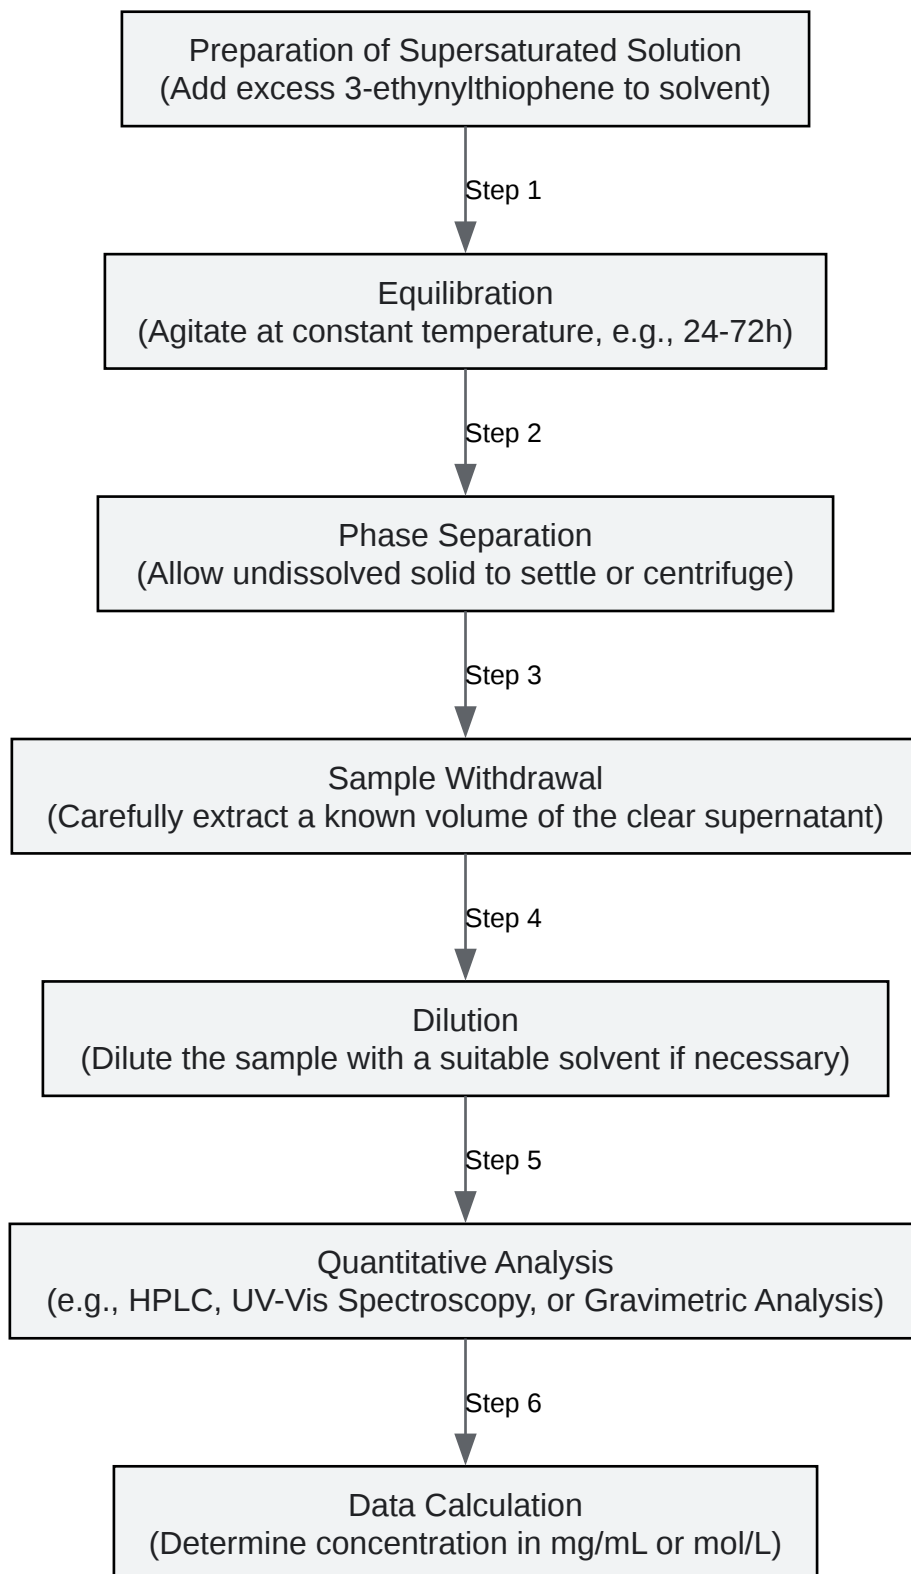 Preparation of Supersaturated Solution
(Add excess 3-ethynylthiophene to solvent)
Step 1
Equilibration
(Agitate at constant temperature, e.g., 24-72h)
Step 2
Phase Separation
(Allow undissolved solid to settle or centrifuge)
Step 3
Sample Withdrawal
(Carefully extract a known volume of the clear supernatant)
Step 4
Dilution
(Dilute the sample with a suitable solvent if necessary)
Step 5
Quantitative Analysis
(e.g., HPLC, UV-Vis Spectroscopy, or Gravimetric Analysis)
Step 6
Data Calculation
(Determine concentration in mg/mL or mol/L)